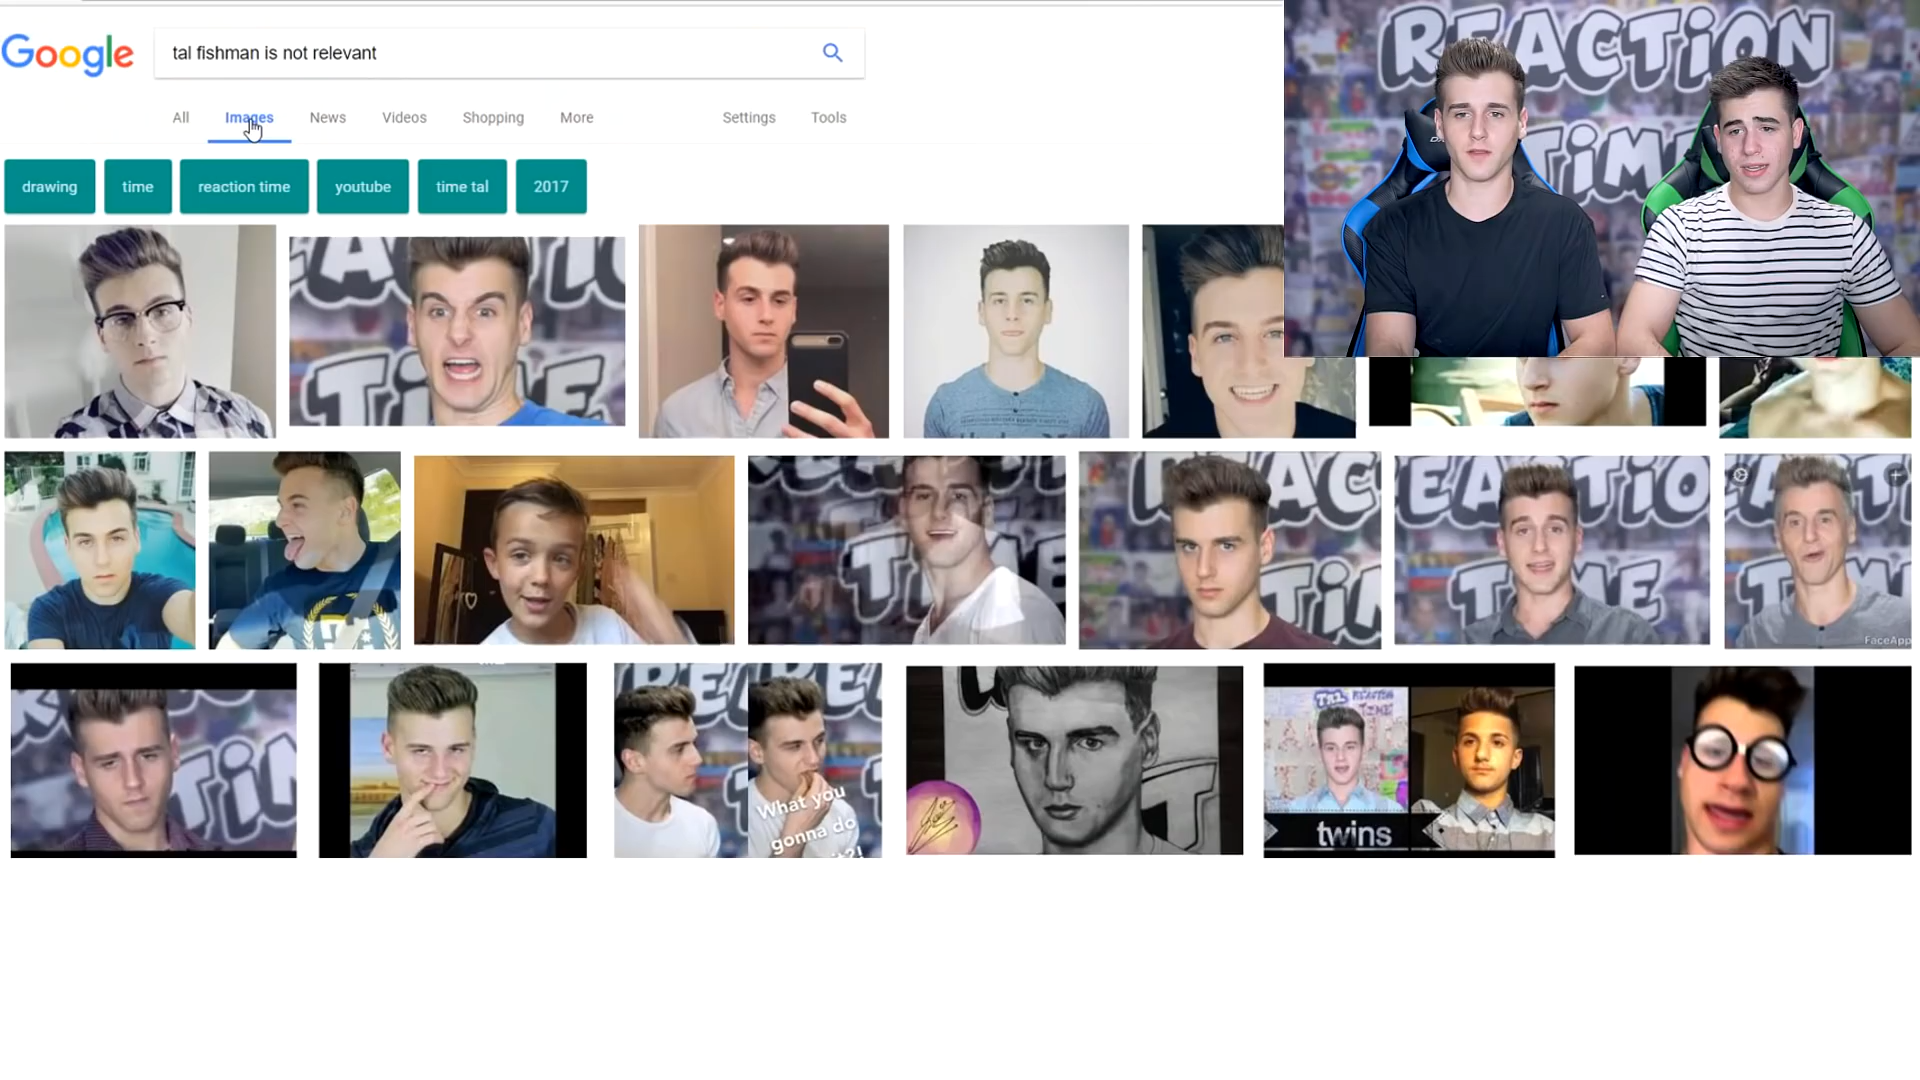 Google
tal fishman is not relevant
All Images News Videos Shopping More Settings Tools
drawing time reaction time youtube time tal 2017
REACTION
TIME
FaceApp
What you
gonna do
twins